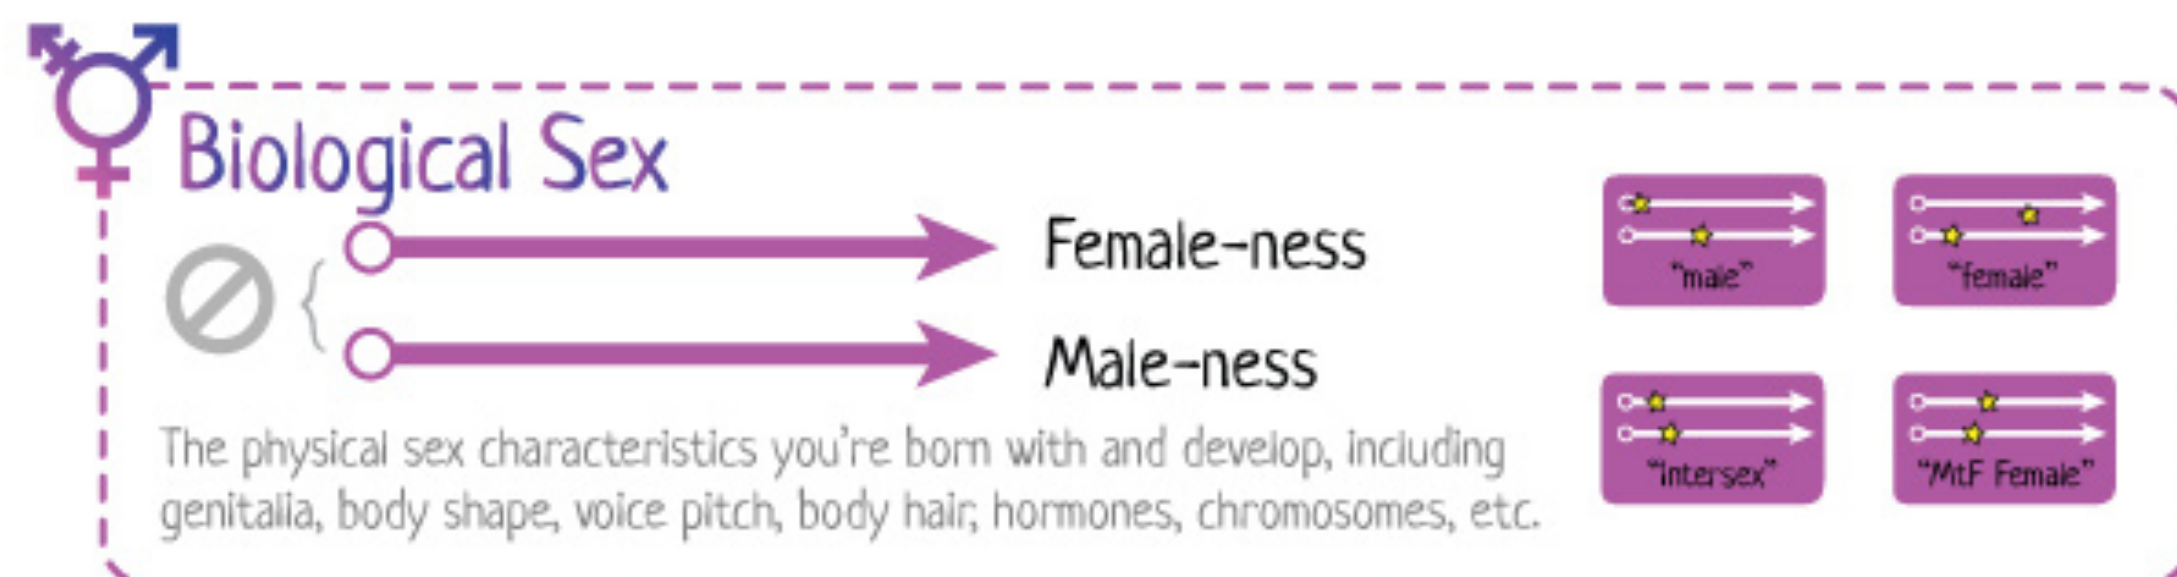 Biological Sex
Female-ness
Male-ness
The physical sex characteristics you're born with and develop, including
genitalia, body shape, voice pitch, body hair, hormones, chromosomes, etc.
"male"
"female"
"intersex"
"MtF Female"